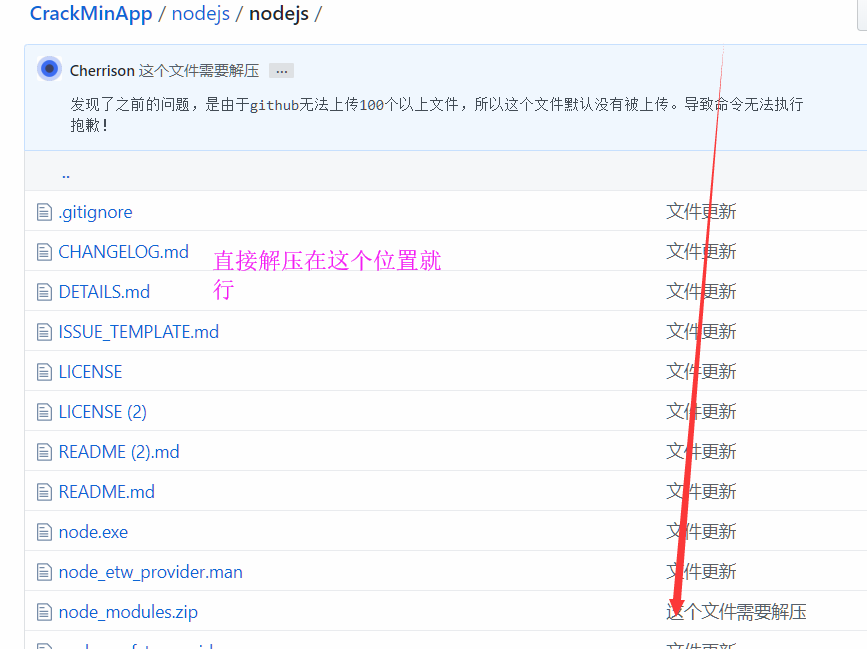 CrackMinApp / nodejs / nodejs /
Cherrison 这个文件需要解压 ...
发现了之前的问题，是由于github无法上传100个以上文件，所以这个文件默认没有被上传。导致命令无法执行
抱歉！
..
.gitignore 文件更新
CHANGELOG.md 文件更新
直接解压在这个位置就
行
DETAILS.md 文件更新
ISSUE_TEMPLATE.md 文件更新
LICENSE 文件更新
LICENSE (2) 文件更新
README (2).md 文件更新
README.md 文件更新
node.exe 文件更新
node_etw_provider.man 文件更新
node_modules.zip 这个文件需要解压
文件更新